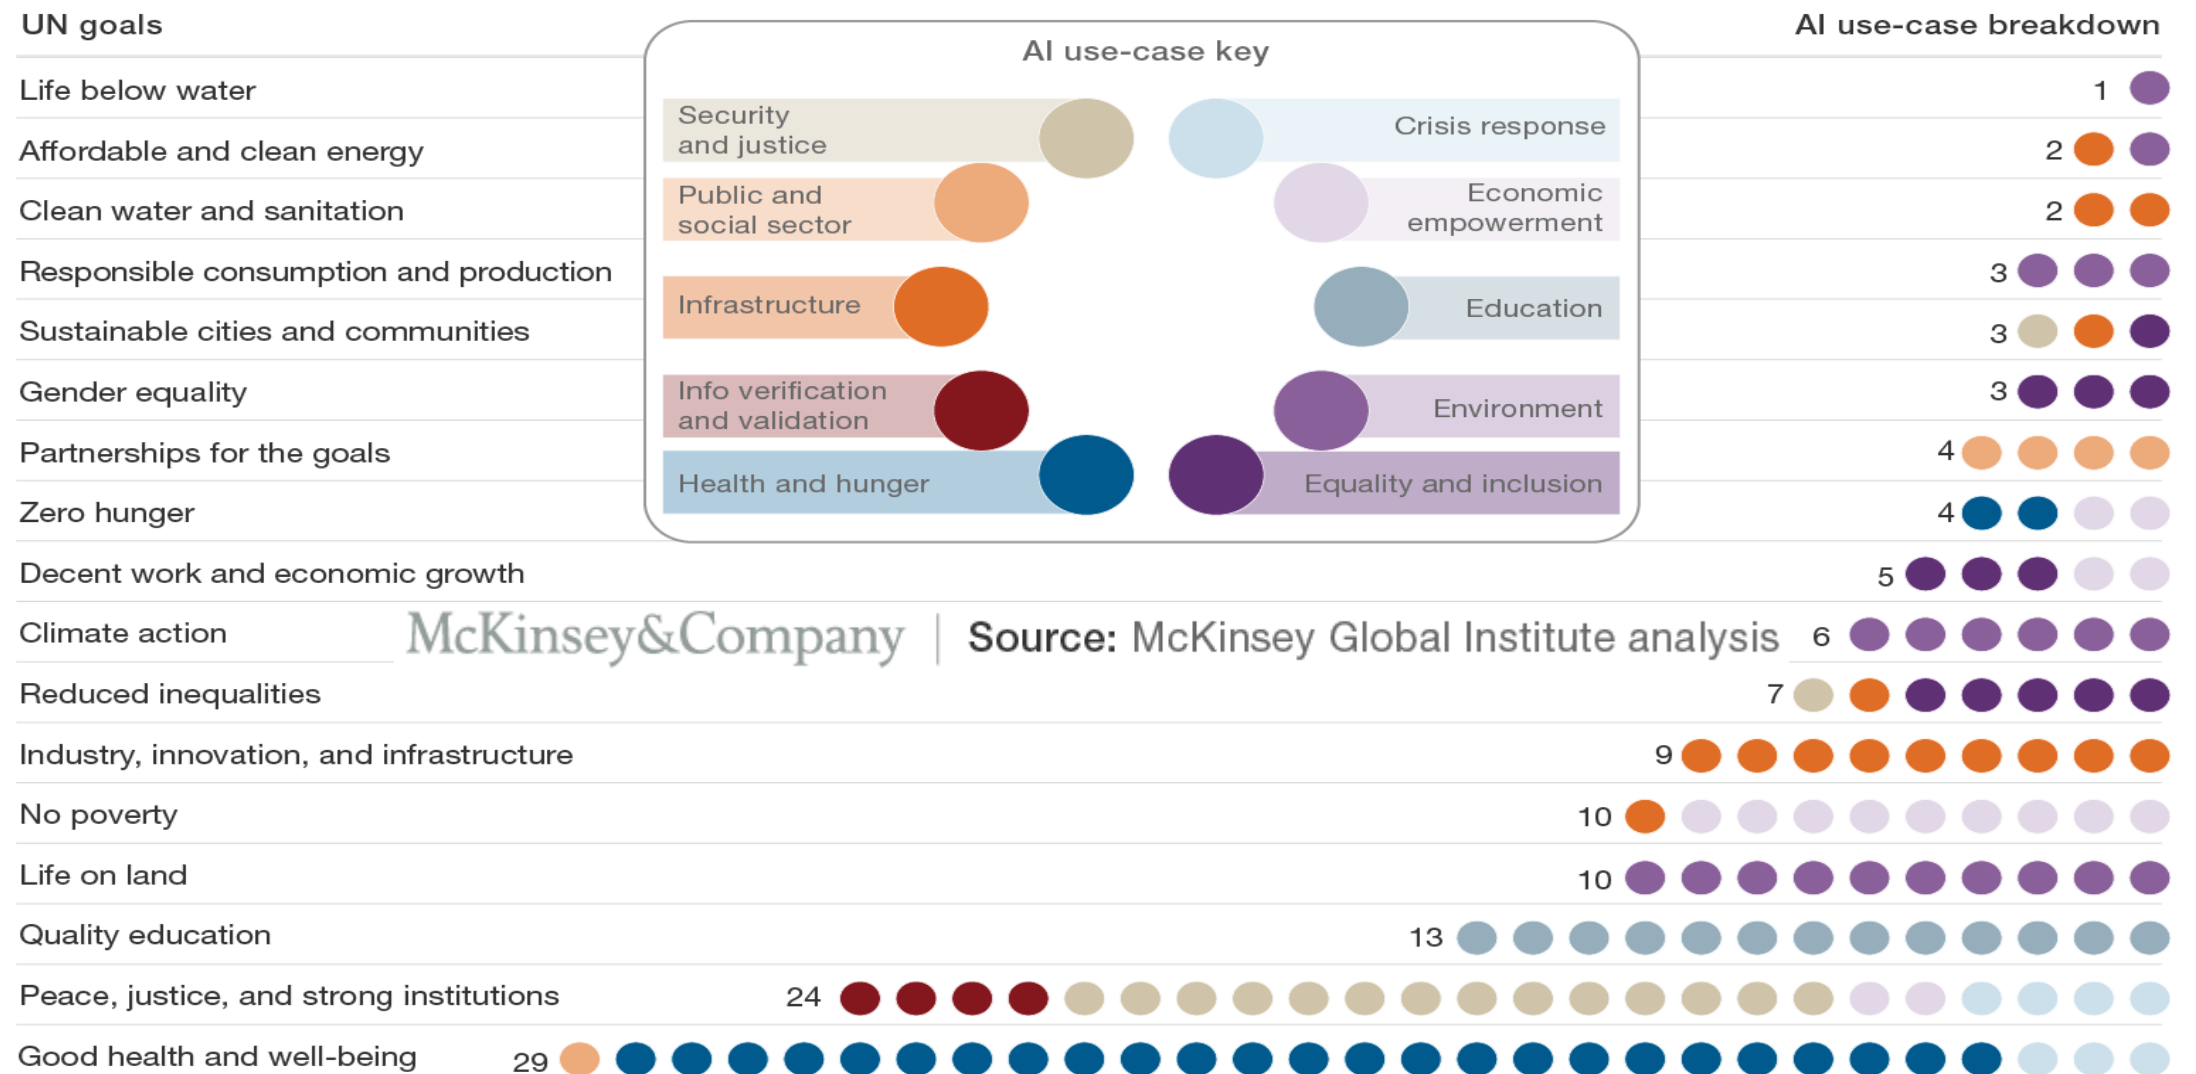 UN goals
AI use-case breakdown
AI use-case key
Security
and justice
Public and
social sector
Infrastructure
Info verification
and validation
Health and hunger
Crisis response
Economic
empowerment
Education
Environment
Equality and inclusion
Life below water 1
Affordable and clean energy 2
Clean water and sanitation 2
Responsible consumption and production 3
Sustainable cities and communities 3
Gender equality 3
Partnerships for the goals 4
Zero hunger 4
Decent work and economic growth 5
Climate action 6
McKinsey&Company | Source: McKinsey Global Institute analysis
Reduced inequalities 7
Industry, innovation, and infrastructure 9
No poverty 10
Life on land 10
Quality education 13
Peace, justice, and strong institutions 24
Good health and well-being 29